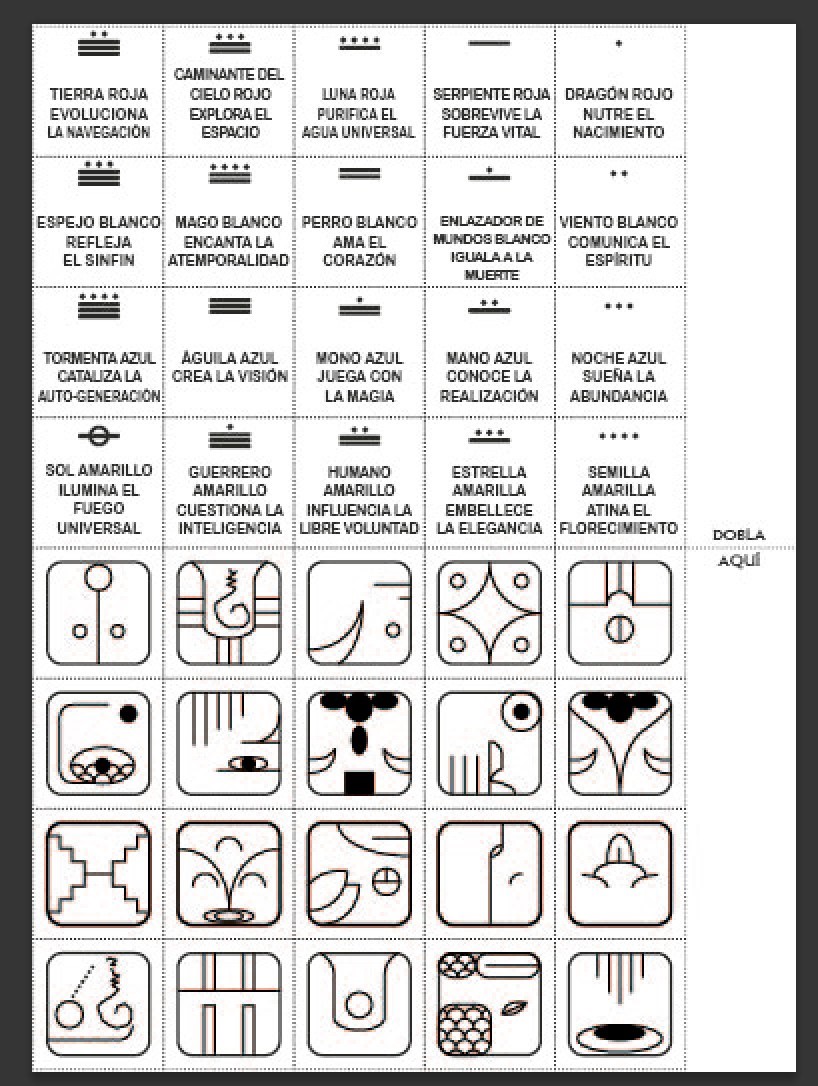 TIERRA ROJA
EVOLUCIONA
LA NAVEGACIÓN
CAMINANTE DEL
CIELO ROJO
EXPLORA EL
ESPACIO
LUNA ROJA
PURIFICA EL
AGUA UNIVERSAL
SERPIENTE ROJA
SOBREVIVE LA
FUERZA VITAL
DRAGÓN ROJO
NUTRE EL
NACIMIENTO
ESPEJO BLANCO
REFLEJA
EL SINFIN
MAGO BLANCO
ENCANTA LA
ATEMPORALIDAD
PERRO BLANCO
AMA EL
CORAZÓN
ENLAZADOR DE
MUNDOS BLANCO
IGUALA A LA
MUERTE
VIENTO BLANCO
COMUNICA EL
ESPÍRITU
TORMENTA AZUL
CATALIZA LA
AUTO-GENERACIÓN
ÁGUILA AZUL
CREA LA VISIÓN
MONO AZUL
JUEGA CON
LA MAGIA
MANO AZUL
CONOCE LA
REALIZACIÓN
NOCHE AZUL
SUEÑA LA
ABUNDANCIA
SOL AMARILLO
ILUMINA EL
FUEGO
UNIVERSAL
GUERRERO
AMARILLO
CUESTIONA LA
INTELIGENCIA
HUMANO
AMARILLO
INFLUENCIA LA
LIBRE VOLUNTAD
ESTRELLA
AMARILLA
EMBELLECE
LA ELEGANCIA
SEMILLA
AMARILLA
ATINA EL
FLORECIMIENTO
DOBLA
AQUÍ